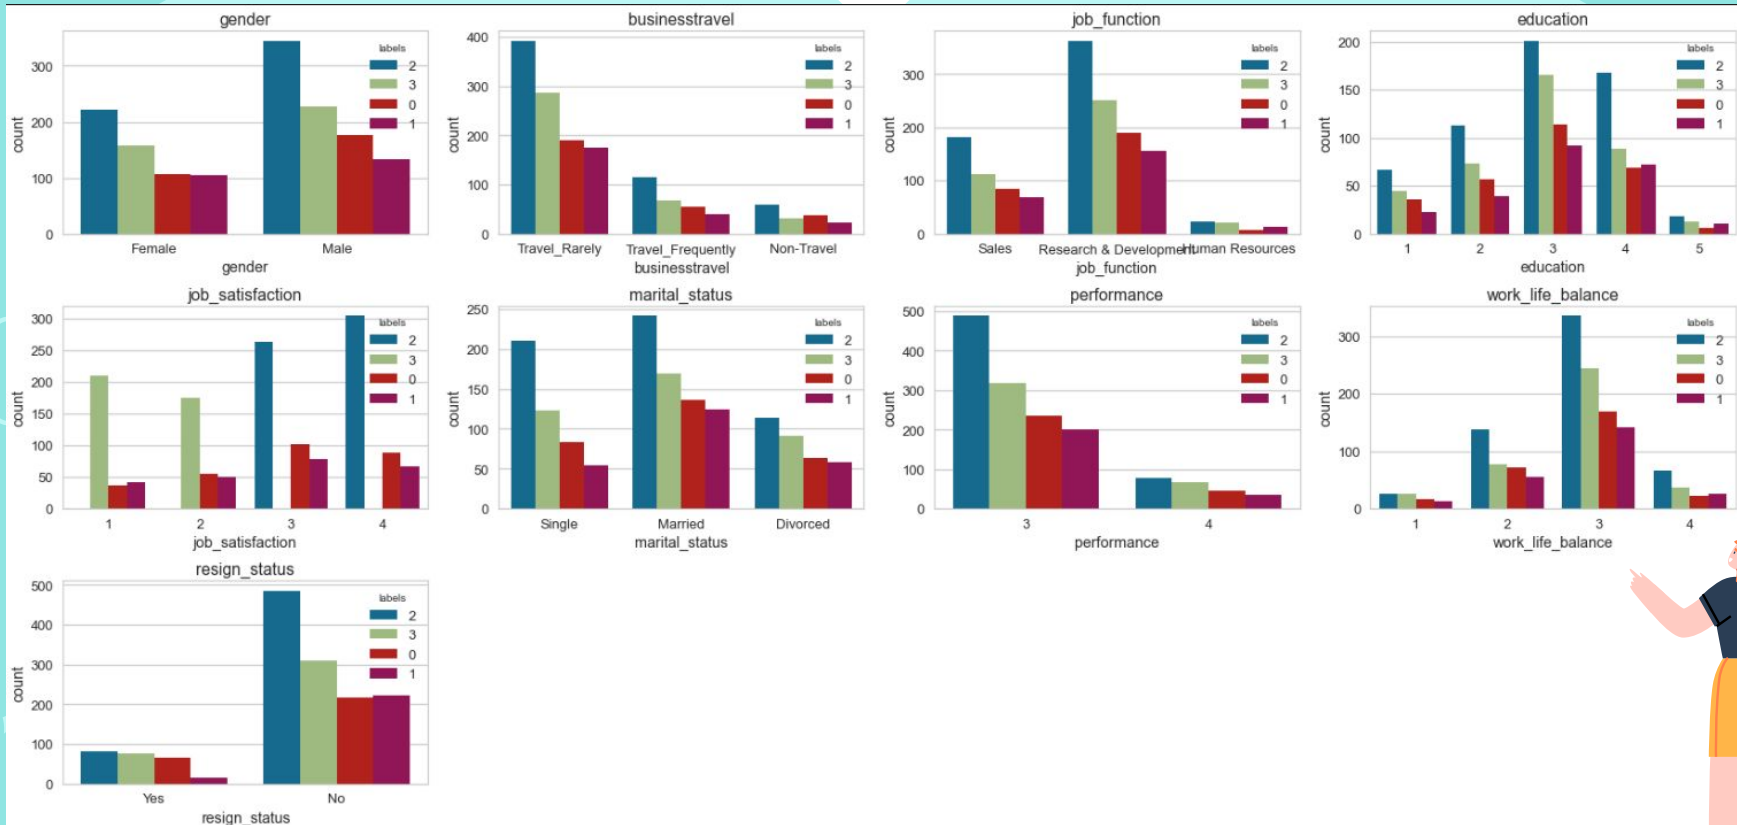 gender
count
300
200
100
0
labels
2
3
0
1
Female Male
gender
businesstravel
count
400
300
200
100
0
labels
2
3
0
1
Travel_Rarely Travel_Frequently Non-Travel
businesstravel
job_function
count
300
200
100
0
labels
2
3
0
1
Sales Research & Development Human Resources
job_function
education
count
200
150
100
50
0
labels
2
3
0
1
1 2 3 4 5
education
job_satisfaction
count
300
250
200
150
100
50
0
labels
2
3
0
1
1 2 3 4
job_satisfaction
marital_status
count
250
200
150
100
50
0
labels
2
3
0
1
Single Married Divorced
marital_status
performance
count
500
400
300
200
100
0
labels
2
3
0
1
3 4
performance
work_life_balance
count
300
200
100
0
labels
2
3
0
1
1 2 3 4
work_life_balance
resign_status
count
500
400
300
200
100
0
labels
2
3
0
1
Yes No
resign_status